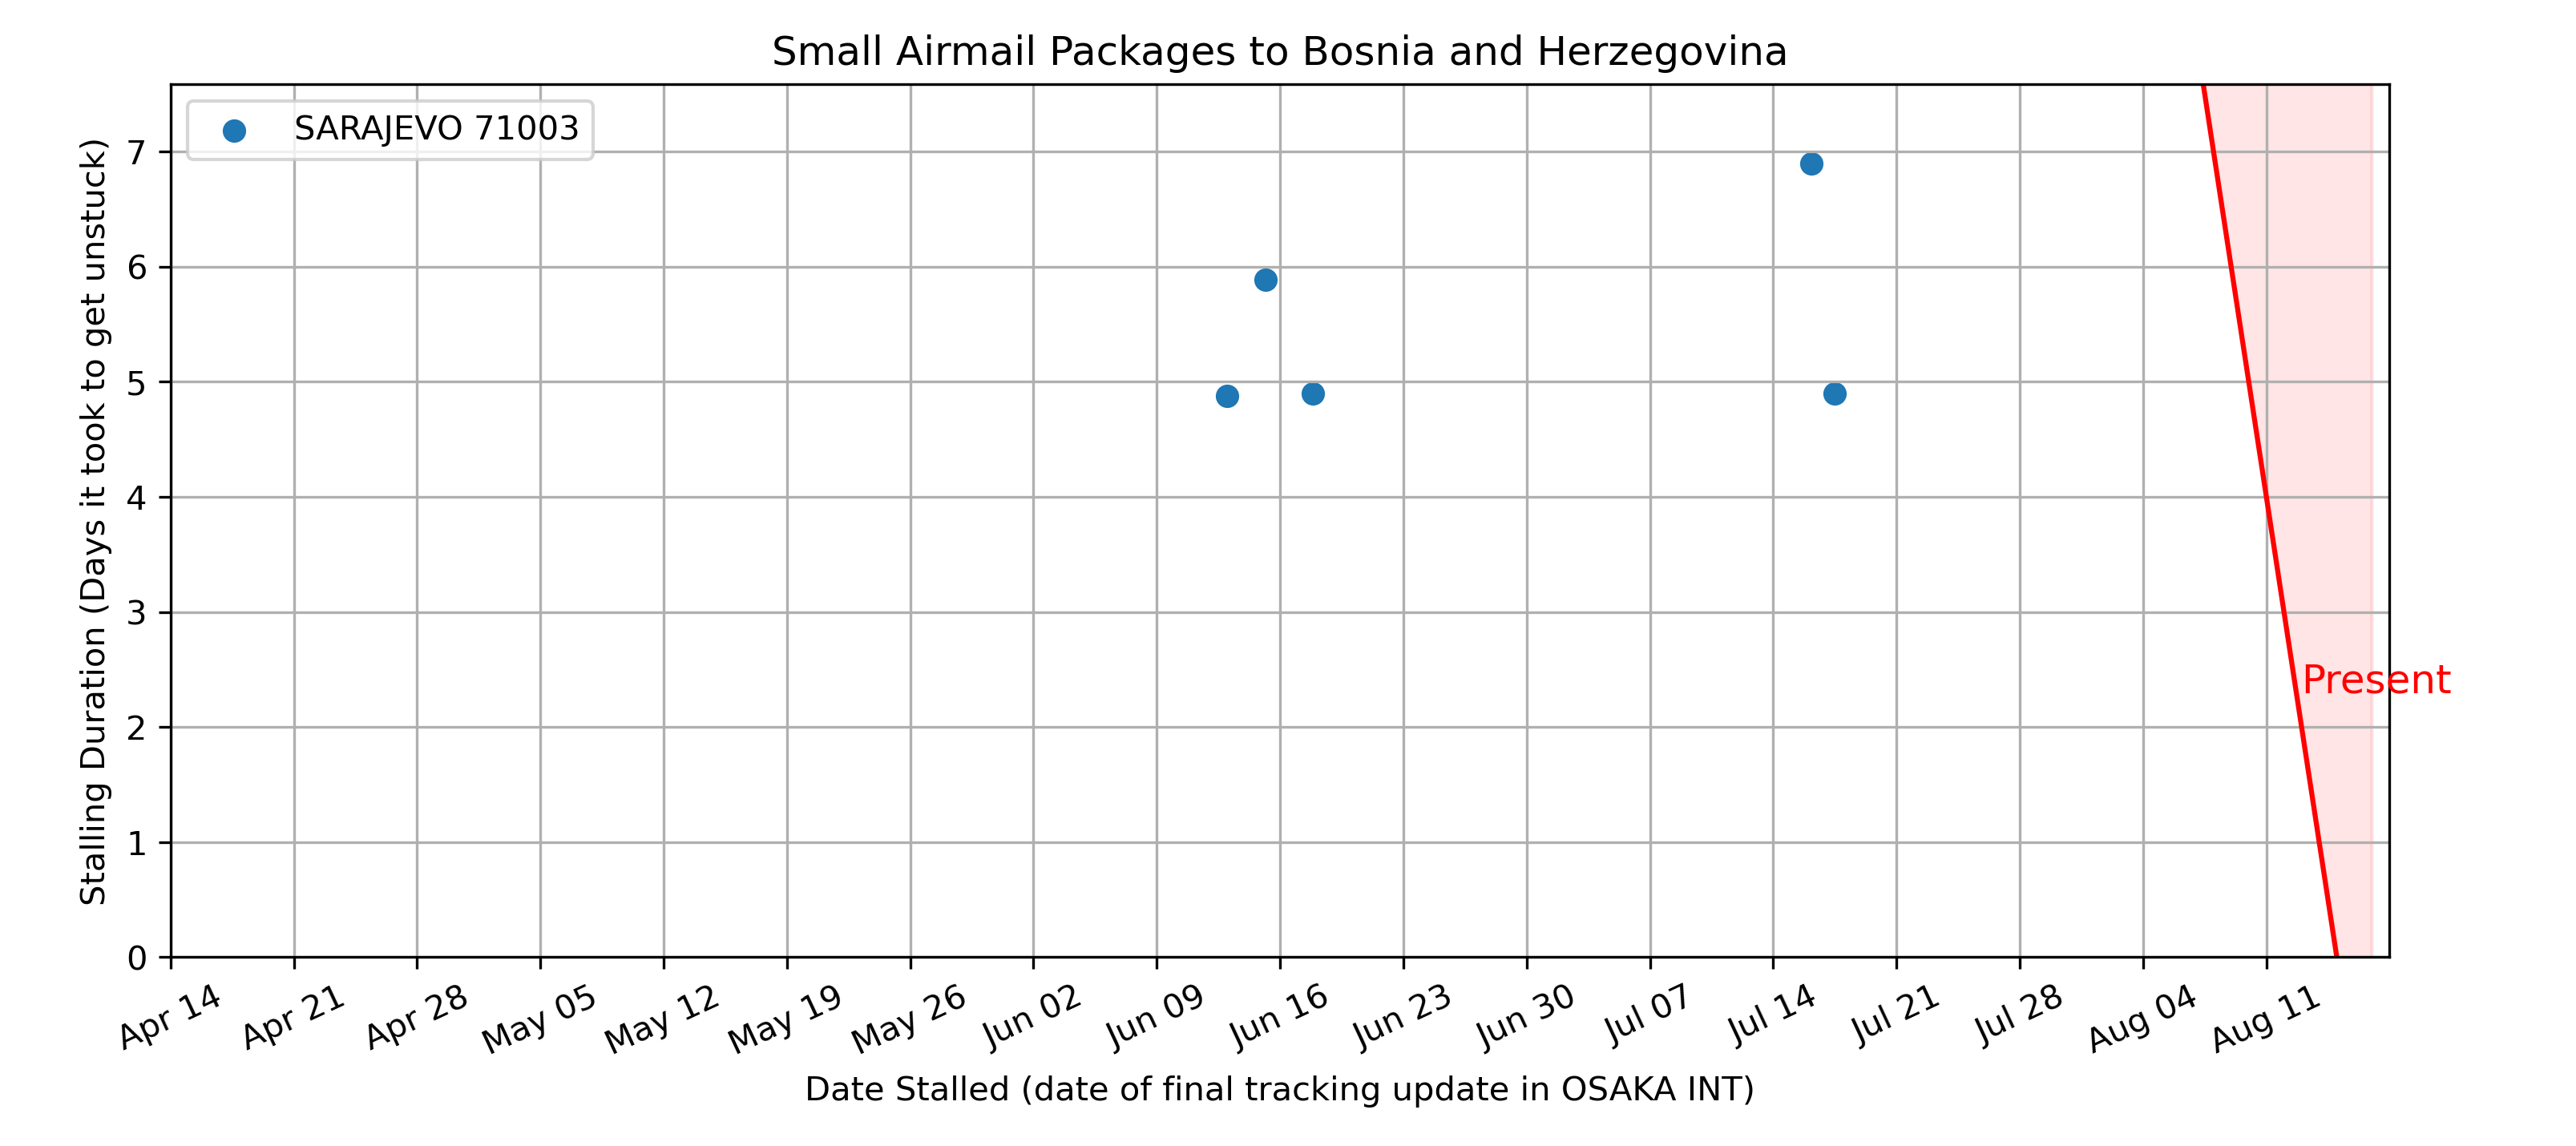 Small Airmail Packages to Bosnia and Herzegovina
SARAJEVO 71003
Stalling Duration (Days it took to get unstuck)
7
6
5
4
3
2
1
0
Present
Apr 14
Apr 21
Apr 28
May 05
May 12
May 19
May 26
Jun 02
Jun 09
Jun 16
Jun 23
Jun 30
Jul 07
Jul 14
Jul 21
Jul 28
Aug 04
Aug 11
Date Stalled (date of final tracking update in OSAKA INT)